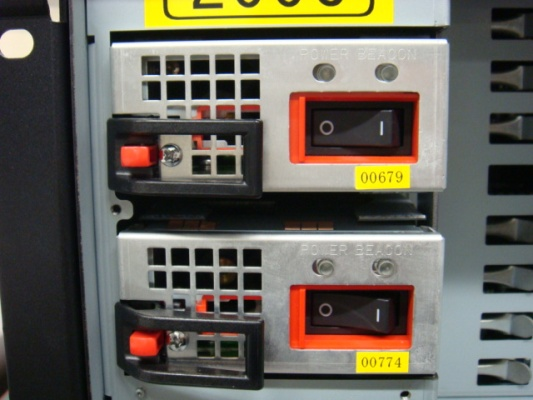 POWER BEACON
O I
00679
POWER BEACON
O I
00774